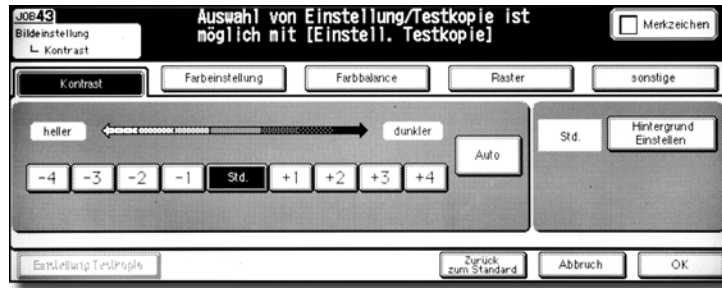 JOB43
Auswahl von Einstellung/Testkopie ist
möglich mit [Einstell. Testkopie]
Merkzeichen
Bildeinstellung
Kontrast
Kontrast
Farbeinstellung
Farbbalance
Raster
sonstige
heller
dunkler
Auto
Std.
Hintergrund
Einstellen
-4
-3
-2
-1
Std.
+1
+2
+3
+4
Einstellung Testkopie
Zurück
zum Standard
Abbruch
OK